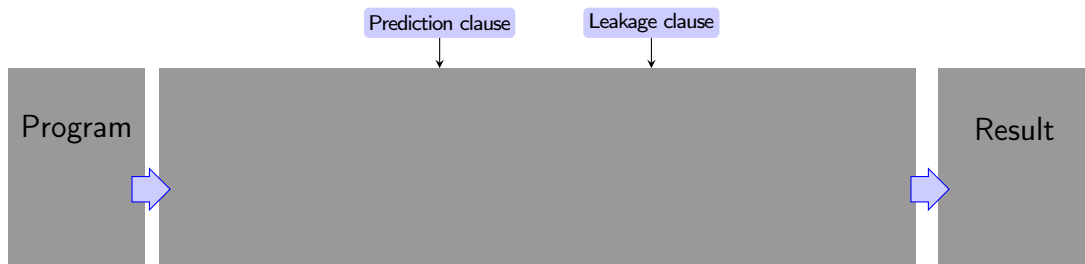 Prediction clause
Leakage clause
Program
Result